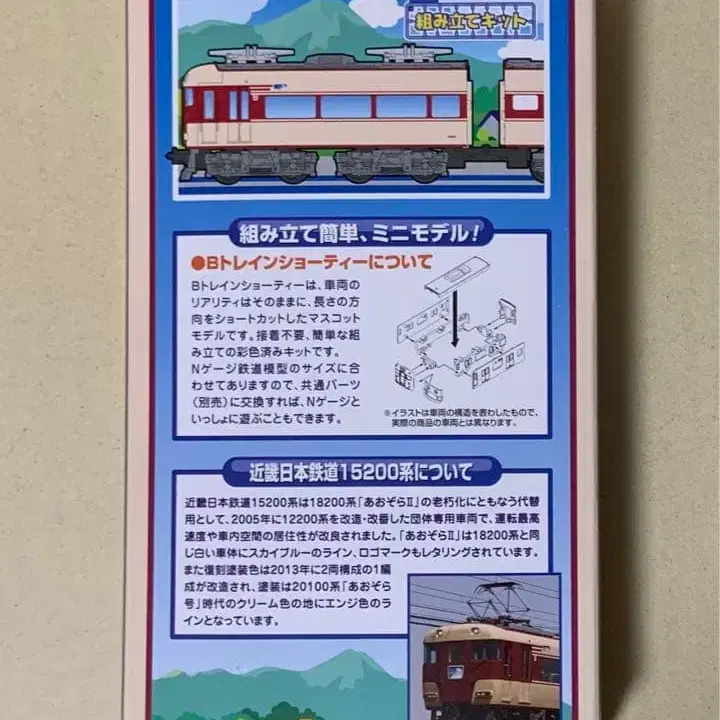 組み立てキット
組み立て簡単、ミニモデル!
●Bトレインショーティーについて
Bトレインショーティーは、車両の
リアリティはそのままに、長さの方
向をショートカットしたマスコット
モデルです。接着不要、簡単な組
み立ての彩色済みキットです。
Nゲージ鉄道模型のサイズに合
わせてありますので、共通パーツ
(別売)に交換すれば、Nゲージと
いっしょに遊ぶこともできます。
※イラストは車両の構造を表わしたもので、
実際の商品の車両とは異なります。
近畿日本鉄道15200系について
近畿日本鉄道15200系は18200系「あおぞらⅡ」の老朽化にともなう代替
用として、2005年に12200系を改造・改番した団体専用車両で、運転最高
速度や車内空間の居住性が改良されました。「あおぞらⅡ」は18200系と同
じ白い車体にスカイブルーのライン、ロゴマークもレタリングされています。
また復刻塗装色は2013年に2両構成の1編
成が改造され、塗装は20100系「あおぞら
号」時代のクリーム色の地にエンジ色のラ
インとなっています。